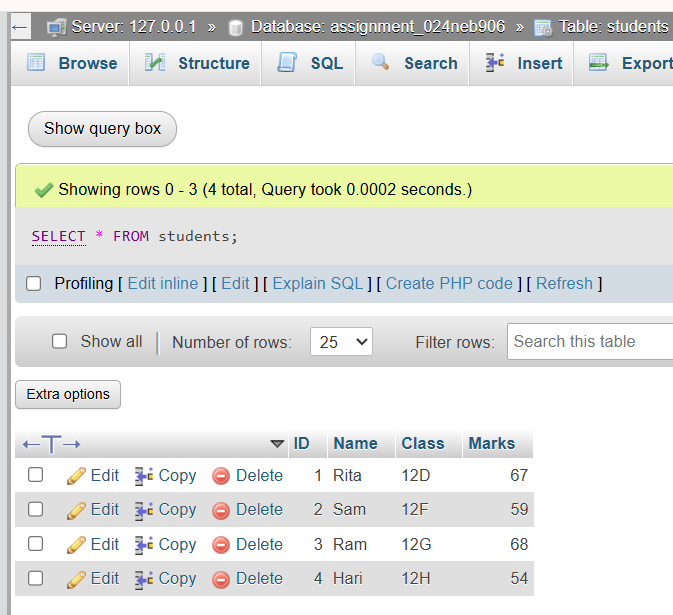 Server: 127.0.0.1 » Database: assignment_024neb906 » Table: students
Browse Structure SQL Search Insert Export
Show query box
Showing rows 0 - 3 (4 total, Query took 0.0002 seconds.)
SELECT * FROM students;
Profiling [ Edit inline ] [ Edit ] [ Explain SQL ] [ Create PHP code ] [ Refresh ]
Show all Number of rows: 25 Filter rows: Search this table
Extra options
ID Name Class Marks
Edit Copy Delete 1 Rita 12D 67
Edit Copy Delete 2 Sam 12F 59
Edit Copy Delete 3 Ram 12G 68
Edit Copy Delete 4 Hari 12H 54